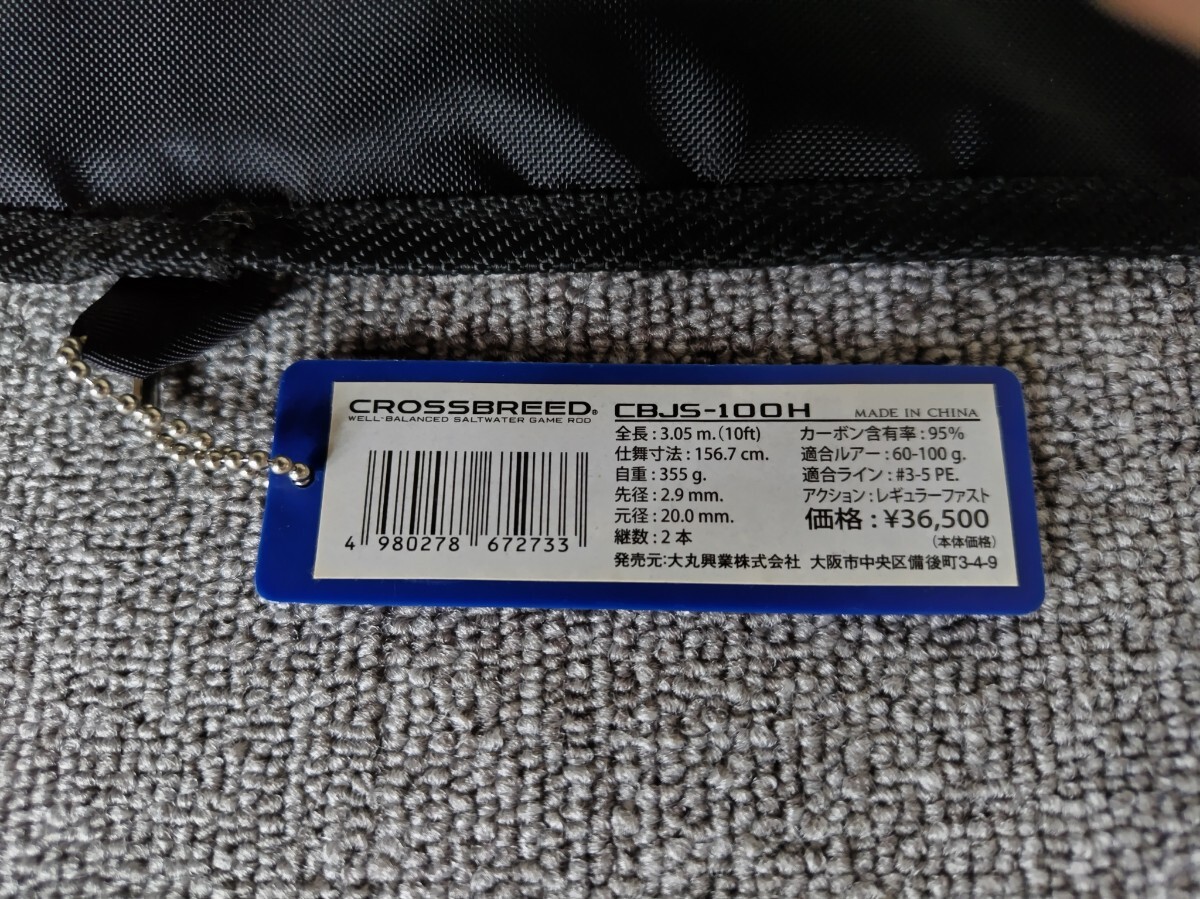 CROSSBREED®
WELL-BALANCED SALTWATER GAME ROD
4 980278 672733
CBJS-100H MADE IN CHINA
全長 : 3.05 m. (10ft) カーボン含有率 : 95%
仕舞寸法 : 156.7 cm. 適合ルアー : 60-100 g.
自重 : 355 g. 適合ライン : #3-5 PE.
先径 : 2.9 mm. アクション : レギュラーファスト
元径 : 20.0 mm. 価格 : ¥36,500
継数 : 2 本 (本体価格)
発売元: 大丸興業株式会社 大阪市中央区備後町3-4-9